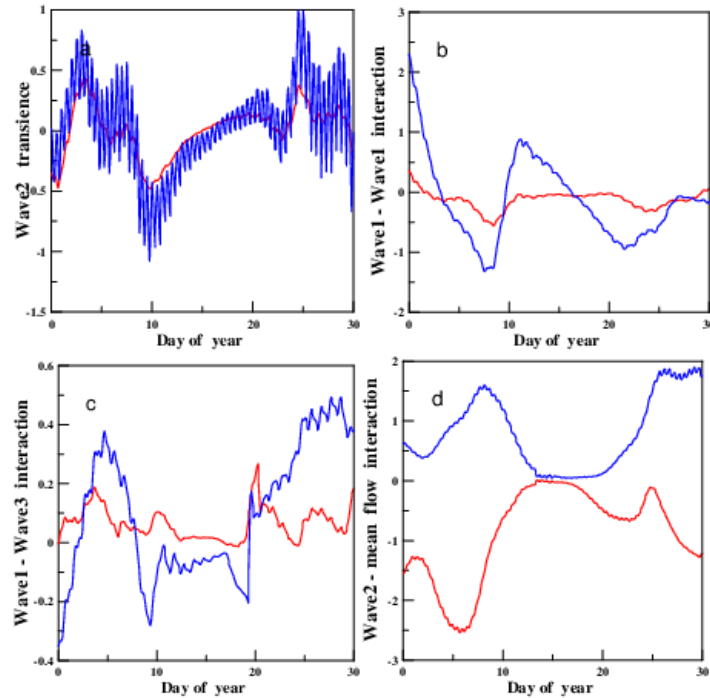 a
Wave2 transience
1
0.5
0
-0.5
-1
-1.5
0 10 20 30
Day of year
b
Wave1 - Wave1 interaction
3
2
1
0
-1
-2
0 10 20 30
Day of year
c
Wave1 - Wave3 interaction
0.6
0.4
0.2
0
-0.2
-0.4
0 10 20 30
Day of year
d
Wave2 - mean flow interaction
2
1
0
-1
-2
-3
0 10 20 30
Day of year